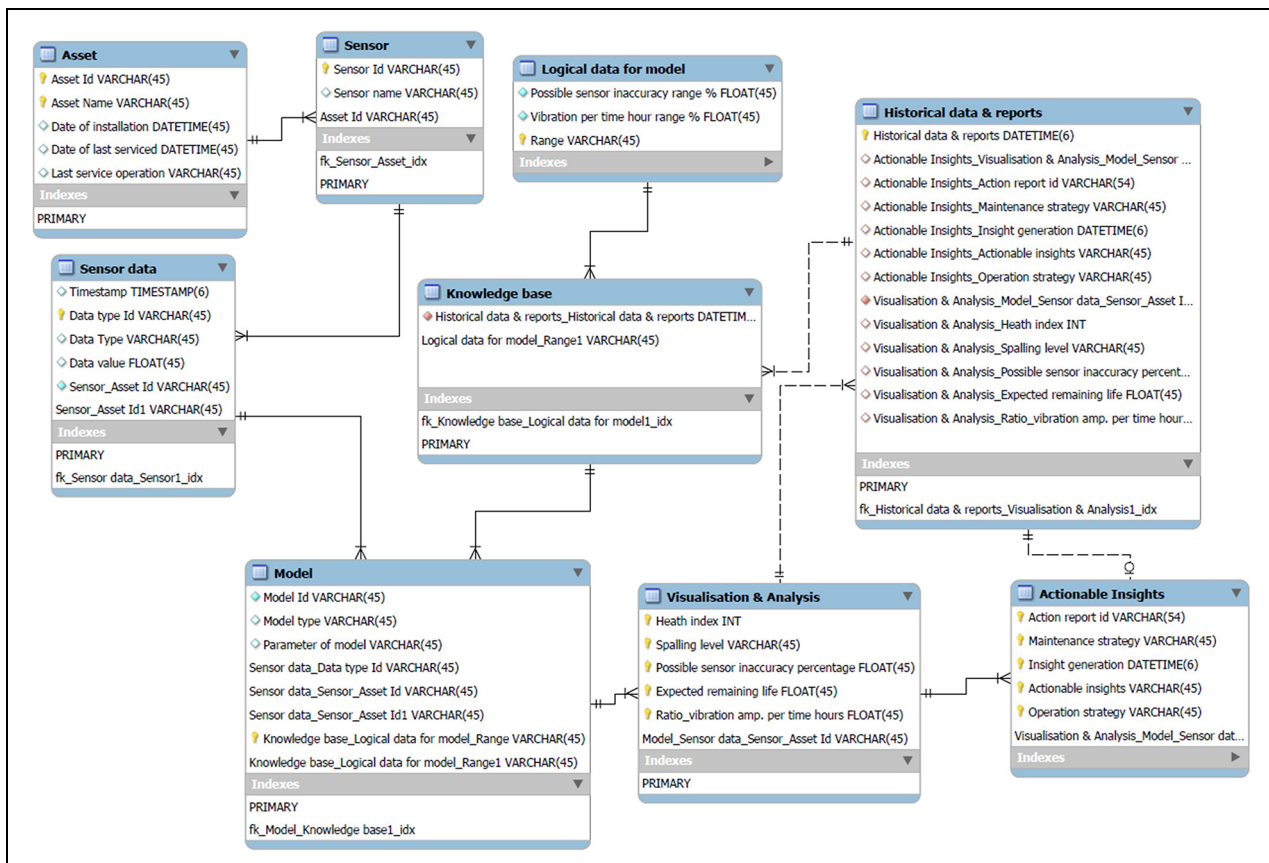 Asset
Asset Id VARCHAR(45)
Asset Name VARCHAR(45)
Date of installation DATETIME(45)
Date of last serviced DATETIME(45)
Last service operation VARCHAR(45)
Indexes
PRIMARY
Sensor
Sensor Id VARCHAR(45)
Sensor name VARCHAR(45)
Asset Id VARCHAR(45)
Indexes
fk_Sensor_Asset_idx
PRIMARY
Logical data for model
Possible sensor inaccuracy range % FLOAT(45)
Vibration per time hour range % FLOAT(45)
Range VARCHAR(45)
Indexes
Historical data & reports
Historical data & reports DATETIME(6)
Actionable Insights_Visualisation & Analysis_Model_Sensor ...
Actionable Insights_Action report id VARCHAR(54)
Actionable Insights_Maintenance strategy VARCHAR(45)
Actionable Insights_Insight generation DATETIME(6)
Actionable Insights_Actionable insights VARCHAR(45)
Actionable Insights_Operation strategy VARCHAR(45)
Visualisation & Analysis_Model_Sensor data_Sensor_Asset I...
Visualisation & Analysis_Heath index INT
Visualisation & Analysis_Spalling level VARCHAR(45)
Visualisation & Analysis_Possible sensor inaccuracy percent...
Visualisation & Analysis_Expected remaining life FLOAT(45)
Visualisation & Analysis_Ratio_vibration amp. per time hour...
Indexes
PRIMARY
fk_Historical data & reports_Visualisation & Analysis1_idx
Sensor data
Timestamp TIMESTAMP(6)
Data type Id VARCHAR(45)
Data Type VARCHAR(45)
Data value FLOAT(45)
Sensor_Asset Id VARCHAR(45)
Sensor_Asset Id1 VARCHAR(45)
Indexes
PRIMARY
fk_Sensor data_Sensor1_idx
Knowledge base
Historical data & reports_Historical data & reports DATETIM...
Logical data for model_Range1 VARCHAR(45)
Indexes
fk_Knowledge base_Logical data for model1_idx
PRIMARY
Model
Model Id VARCHAR(45)
Model type VARCHAR(45)
Parameter of model VARCHAR(45)
Sensor data_Data type Id VARCHAR(45)
Sensor data_Sensor_Asset Id VARCHAR(45)
Sensor data_Sensor_Asset Id1 VARCHAR(45)
Knowledge base_Logical data for model_Range VARCHAR(45)
Knowledge base_Logical data for model_Range1 VARCHAR(45)
Indexes
PRIMARY
fk_Model_Knowledge base1_idx
Visualisation & Analysis
Heath index INT
Spalling level VARCHAR(45)
Possible sensor inaccuracy percentage FLOAT(45)
Expected remaining life FLOAT(45)
Ratio_vibration amp. per time hours FLOAT(45)
Model_Sensor data_Sensor_Asset Id VARCHAR(45)
Indexes
PRIMARY
Actionable Insights
Action report id VARCHAR(54)
Maintenance strategy VARCHAR(45)
Insight generation DATETIME(6)
Actionable insights VARCHAR(45)
Operation strategy VARCHAR(45)
Visualisation & Analysis_Model_Sensor dat...
Indexes